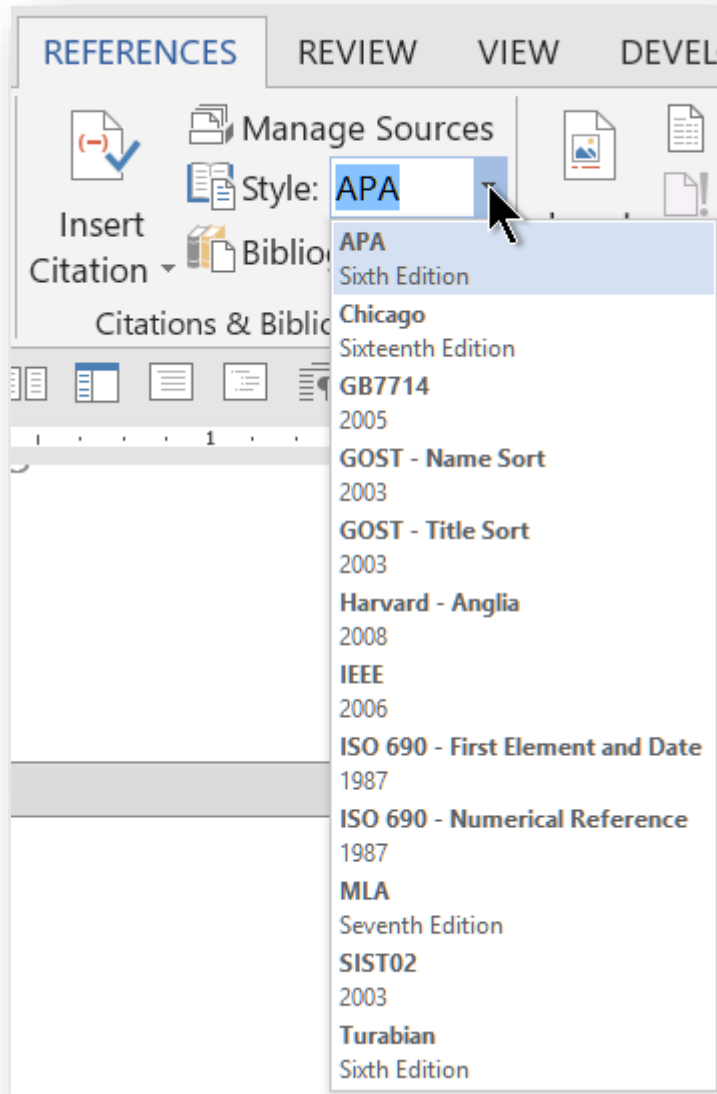 REFERENCES REVIEW VIEW DEVEL
Manage Sources
Style: APA
Insert
Citation
Biblio
Citations & Biblio
1
APA
Sixth Edition
Chicago
Sixteenth Edition
GB7714
2005
GOST - Name Sort
2003
GOST - Title Sort
2003
Harvard - Anglia
2008
IEEE
2006
ISO 690 - First Element and Date
1987
ISO 690 - Numerical Reference
1987
MLA
Seventh Edition
SIST02
2003
Turabian
Sixth Edition